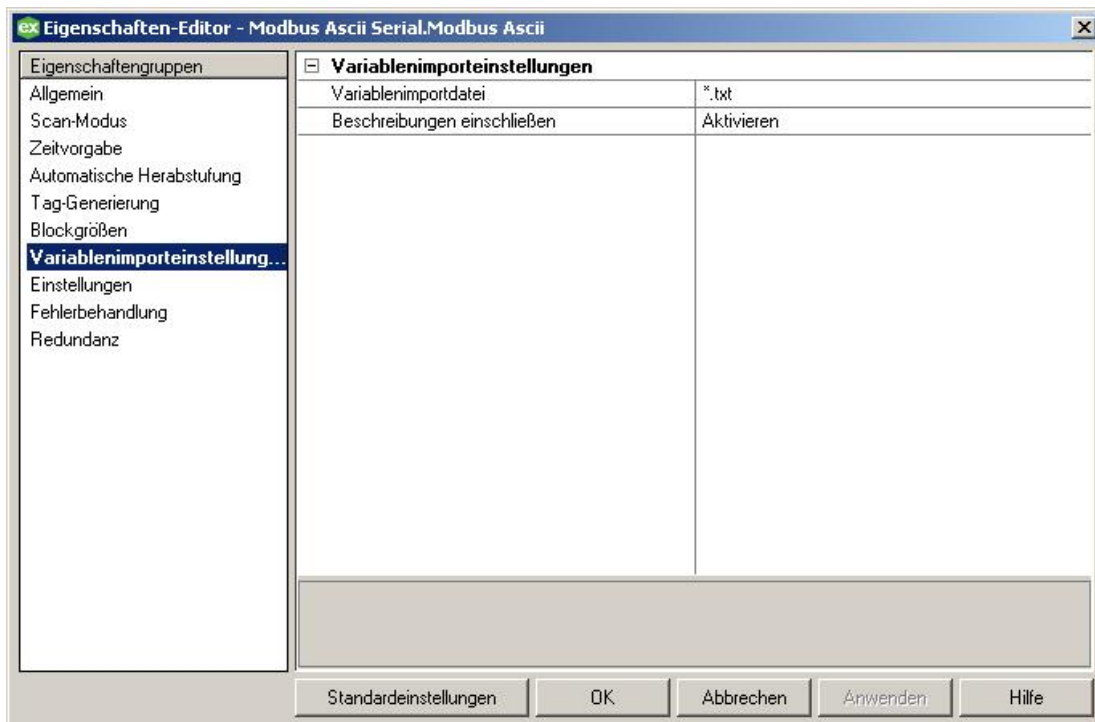 ex Eigenschaften-Editor - Modbus Ascii Serial.Modbus Ascii
Eigenschaftengruppen
Allgemein
Scan-Modus
Zeitvorgabe
Automatische Herabstufung
Tag-Generierung
Blockgrößen
Variablenimporteinstellung...
Einstellungen
Fehlerbehandlung
Redundanz
Variablenimporteinstellungen
Variablenimportdatei *.txt
Beschreibungen einschließen Aktivieren
Standardeinstellungen OK Abbrechen Anwenden Hilfe